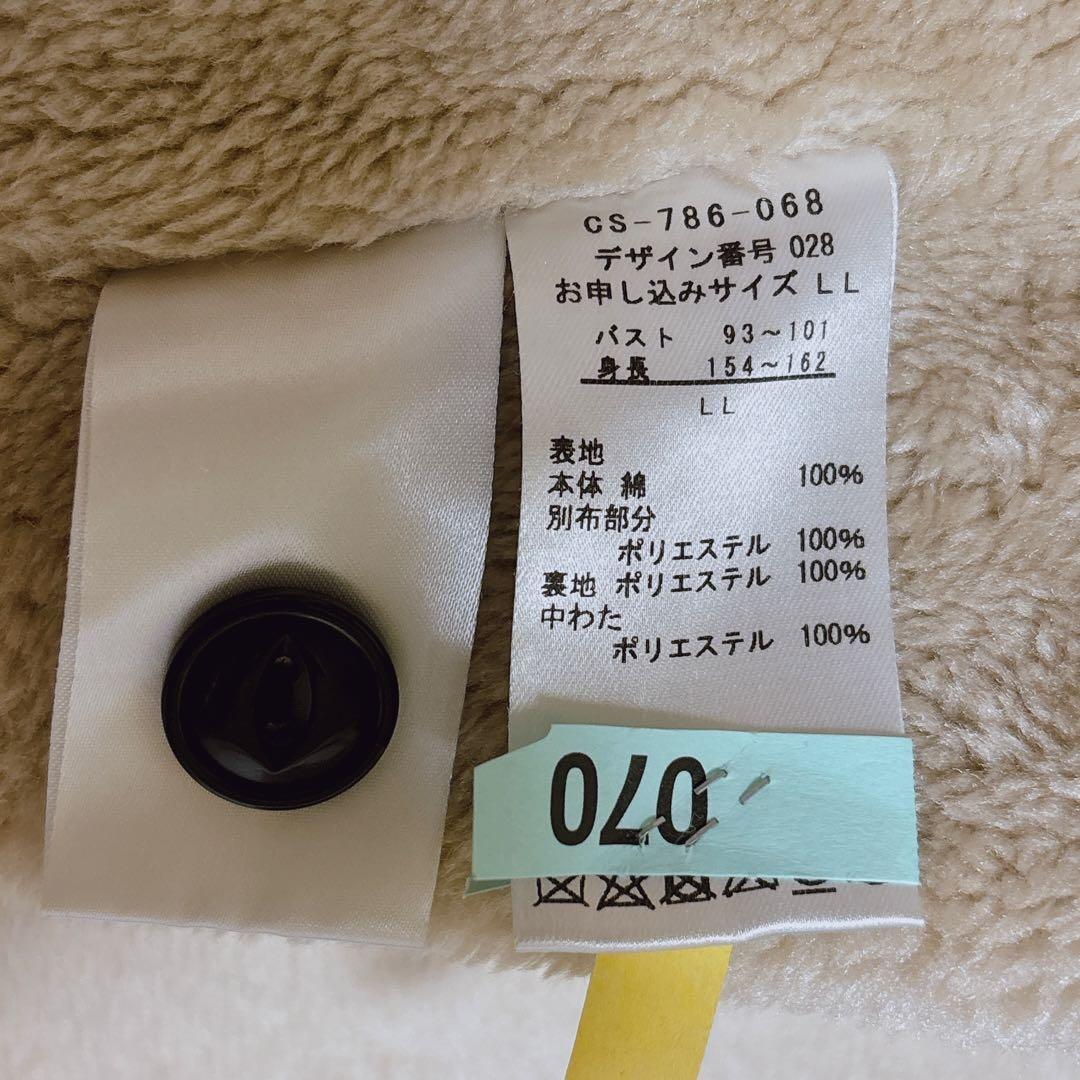 CS-786-068
デザイン番号 028
お申し込みサイズ LL
バスト 93~101
身長 154~162
LL
表地
本体 綿 100%
別布部分
ポリエステル 100%
裏地 ポリエステル 100%
中わた
ポリエステル 100%
070